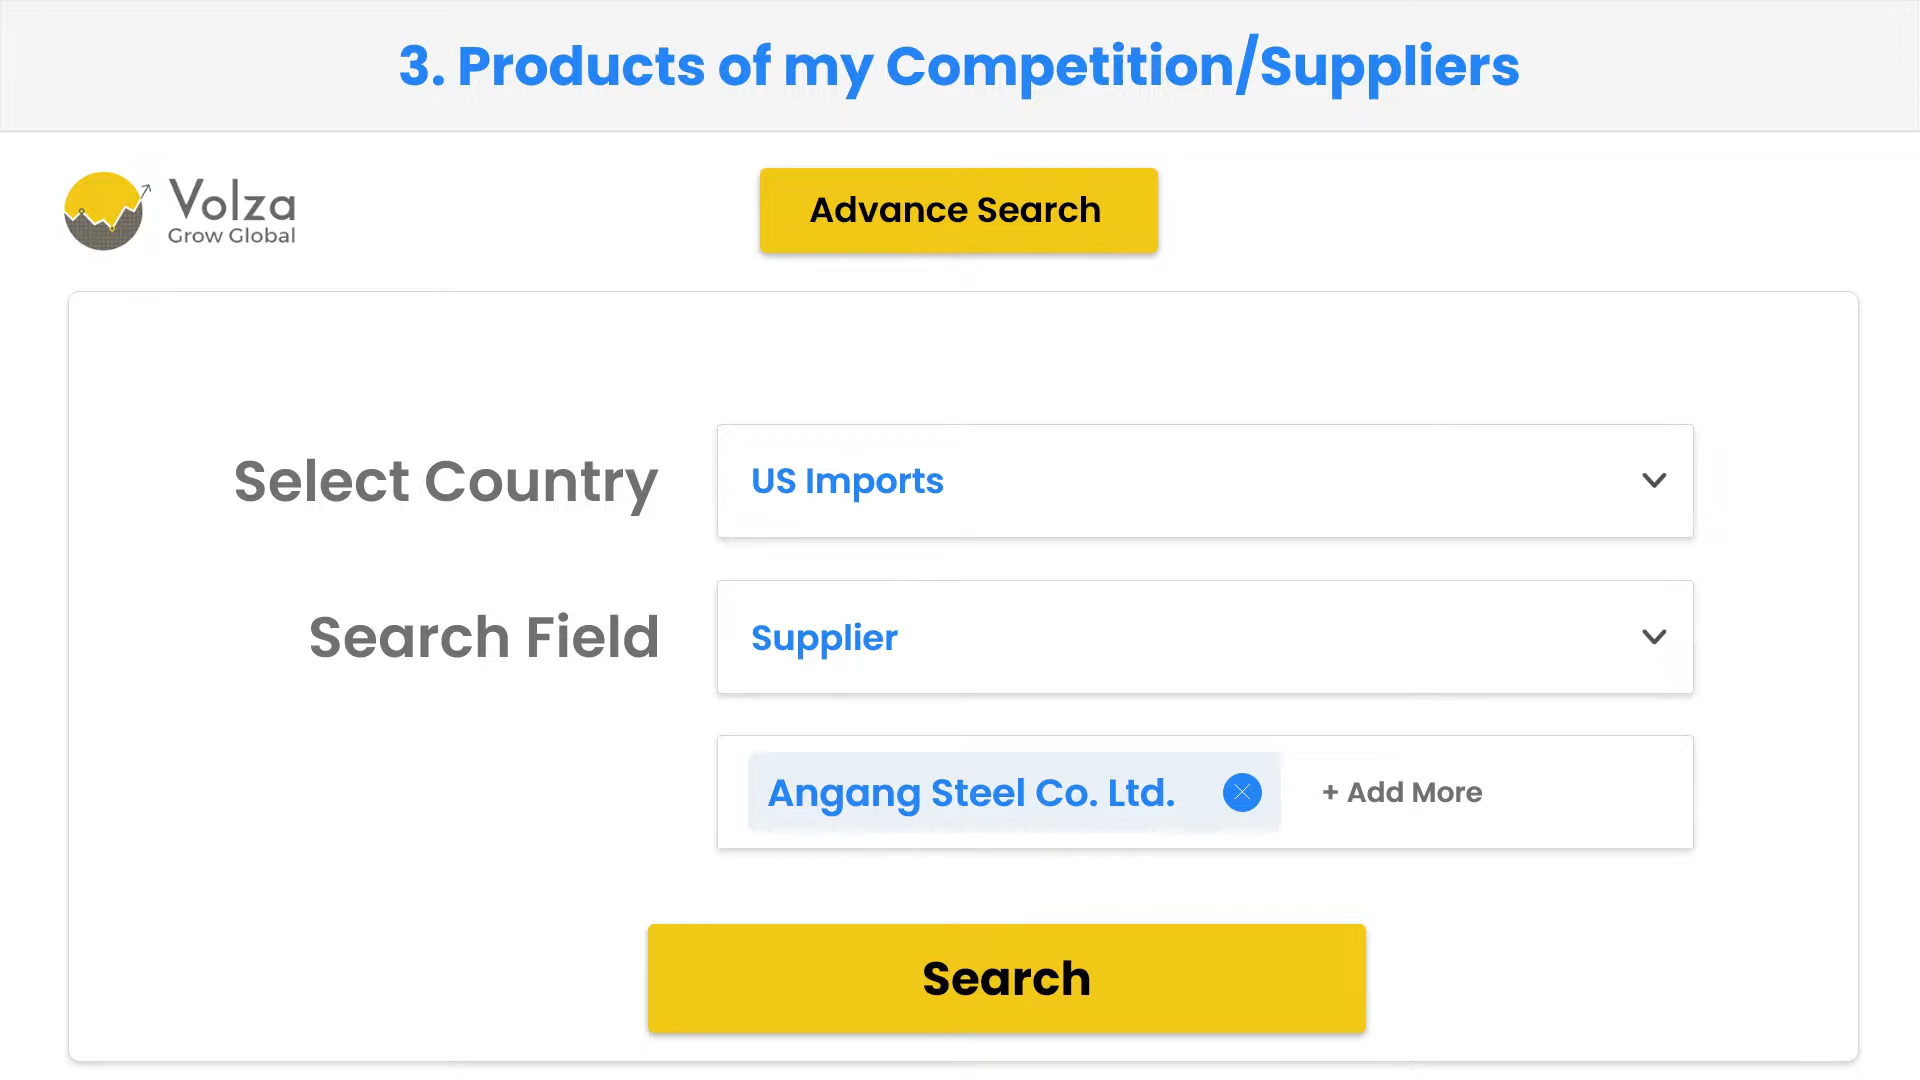 3. Products of my Competition/Suppliers
Volza
Grow Global
Advance Search
Select Country
US Imports
Search Field
Supplier
Angang Steel Co. Ltd.
+ Add More
Search